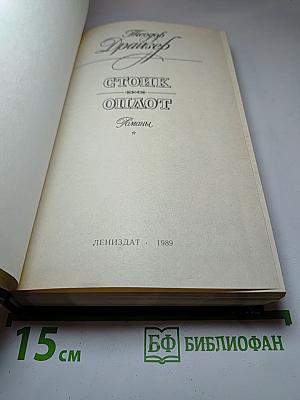 Теодор
Драйзер
СТОИК
ОПЛОТ
Романы
ЛЕНИЗДАТ · 1989
15 см
БФ БИБЛИОФАН